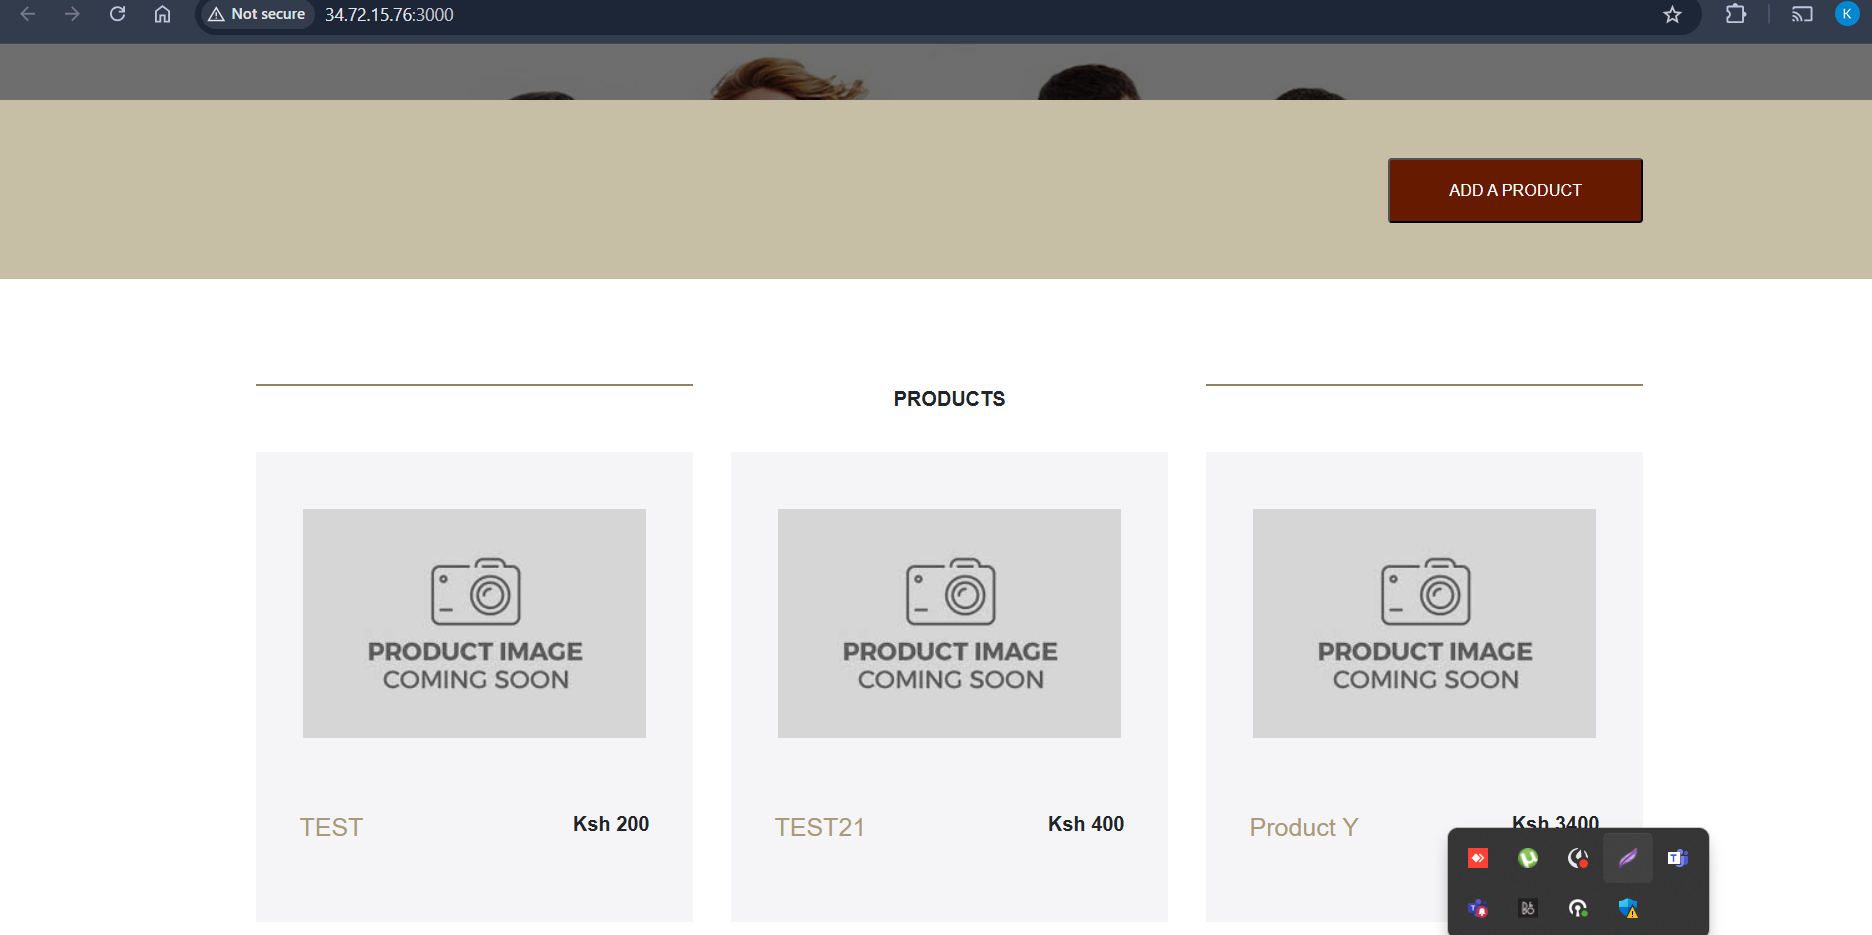 Not secure
34.72.15.76:3000
K
ADD A PRODUCT
PRODUCTS
PRODUCT IMAGE
COMING SOON
PRODUCT IMAGE
COMING SOON
PRODUCT IMAGE
COMING SOON
TEST
Ksh 200
TEST21
Ksh 400
Product Y
Ksh 3400